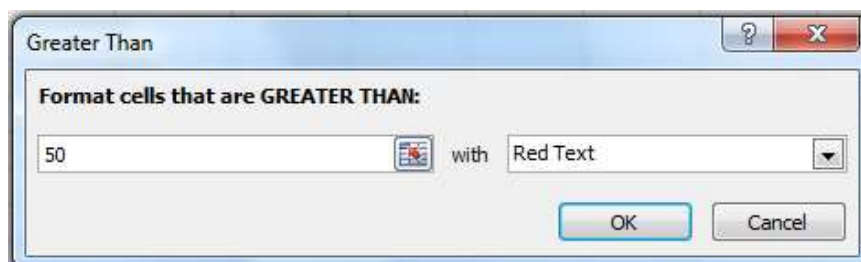 Greater Than
?
Format cells that are GREATER THAN:
50 with Red Text
OK Cancel